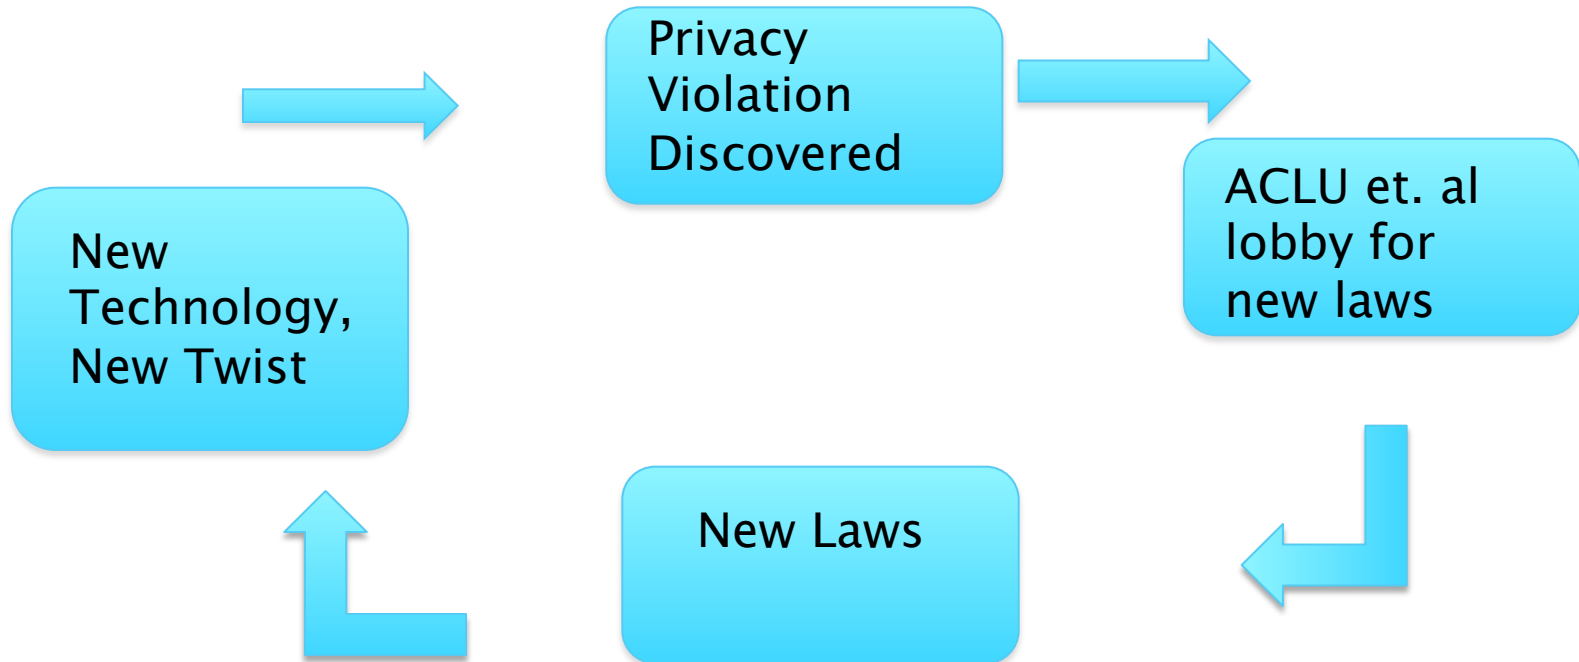 Privacy
Violation
Discovered
ACLU et. al
lobby for
new laws
New
Technology,
New Twist
New Laws